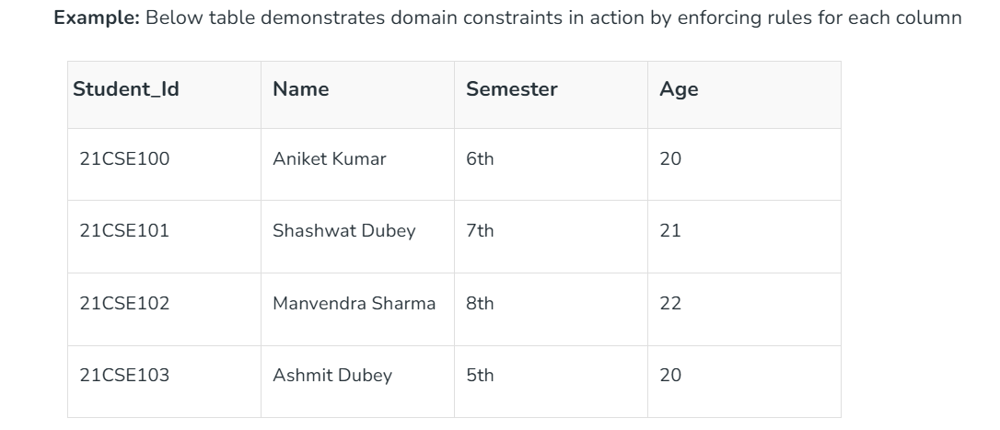 Example: Below table demonstrates domain constraints in action by enforcing rules for each column
Student_Id Name Semester Age
21CSE100 Aniket Kumar 6th 20
21CSE101 Shashwat Dubey 7th 21
21CSE102 Manvendra Sharma 8th 22
21CSE103 Ashmit Dubey 5th 20